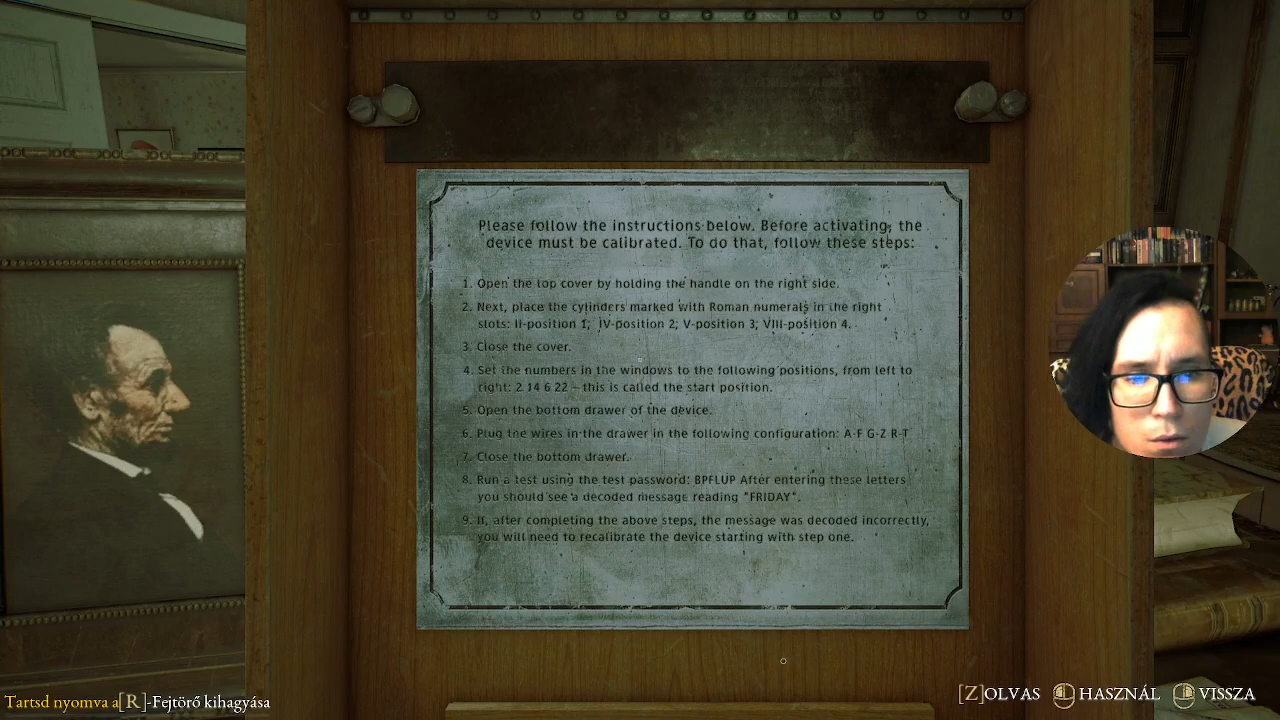 Please follow the instructions below. Before activating, the
device must be calibrated. To do that, follow these steps:
1. Open the top cover by holding the handle on the right side.
2. Next, place the cylinders marked with Roman numerals in the right
slots: II-position 1; IV-position 2; V-position 3; VIII-position 4.
3. Close the cover.
4. Set the numbers in the windows to the following positions, from left to
right: 2 14 6 22 – this is called the start position.
5. Open the bottom drawer of the device.
6. Plug the wires in the drawer in the following configuration: A-F G-Z R-T
7. Close the bottom drawer.
8. Run a test using the test password: BPFLUP After entering these letters
you should see a decoded message reading "FRIDAY".
9. If, after completing the above steps, the message was decoded incorrectly,
you will need to recalibrate the device starting with step one.
Tartsd nyomva a[R]-Fejtörő kihagyása
[Z]OLVAS HASZNÁL VISSZA